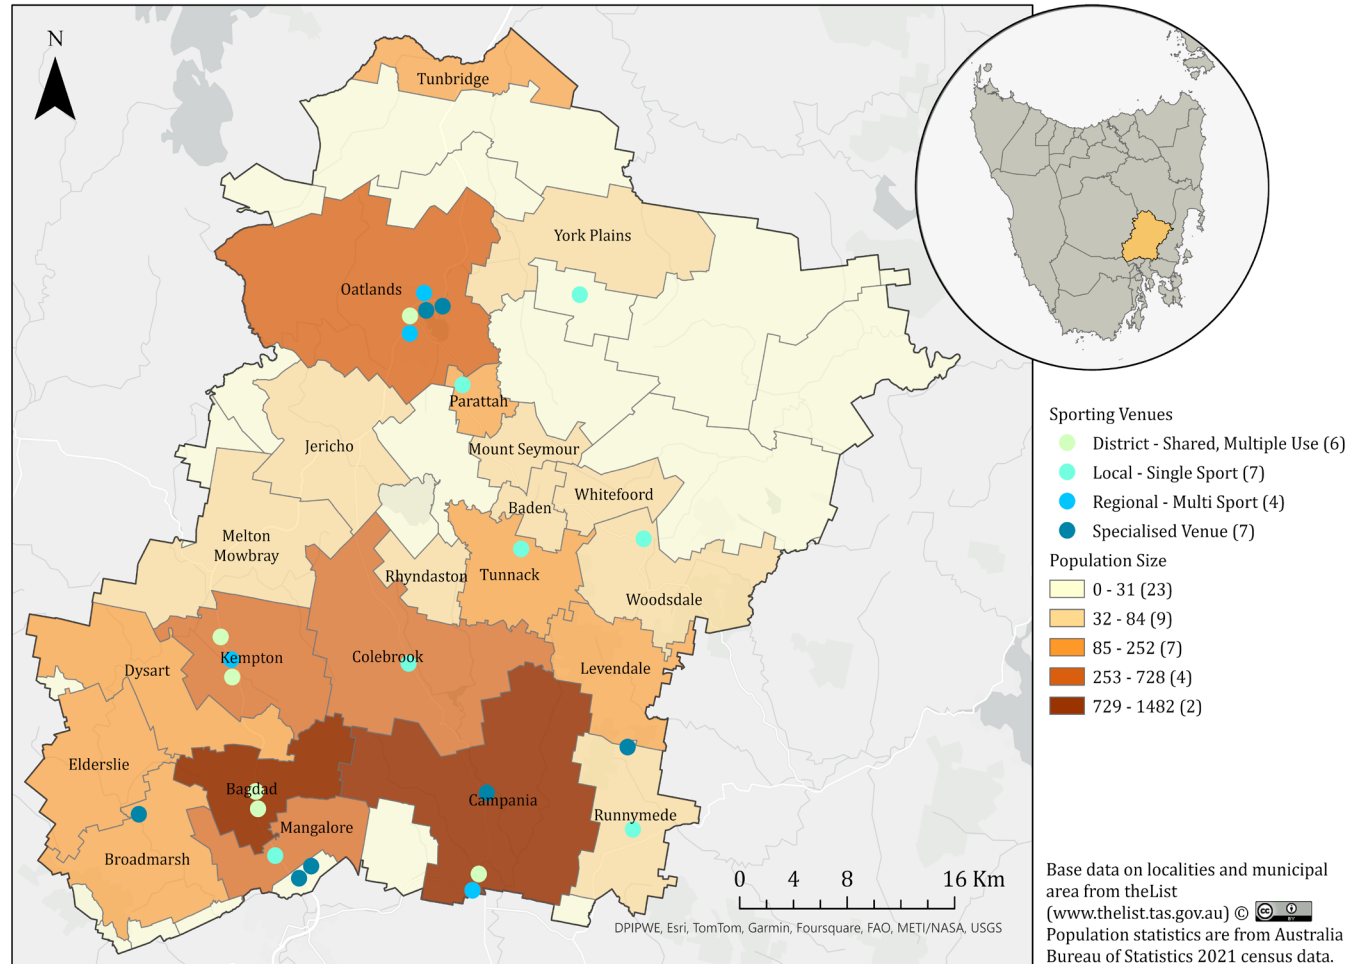 N
Tunbridge
York Plains
Oatlands
Parattah
Jericho
Mount Seymour
Whitefoord
Baden
Melton
Mowbray
Rhyndaston
Tunnack
Woodsdale
Kempton
Colebrook
Dysart
Levendale
Elderslie
Bagdad
Campania
Mangalore
Runnymede
Broadmarsh
0 4 8 16 Km
DPIPWE, Esri, TomTom, Garmin, Foursquare, FAO, METI/NASA, USGS
Sporting Venues
District - Shared, Multiple Use (6)
Local - Single Sport (7)
Regional - Multi Sport (4)
Specialised Venue (7)
Population Size
0 - 31 (23)
32 - 84 (9)
85 - 252 (7)
253 - 728 (4)
729 - 1482 (2)
Base data on localities and municipal
area from theList
(www.thelist.tas.gov.au) © cc BY
Population statistics are from Australia
Bureau of Statistics 2021 census data.